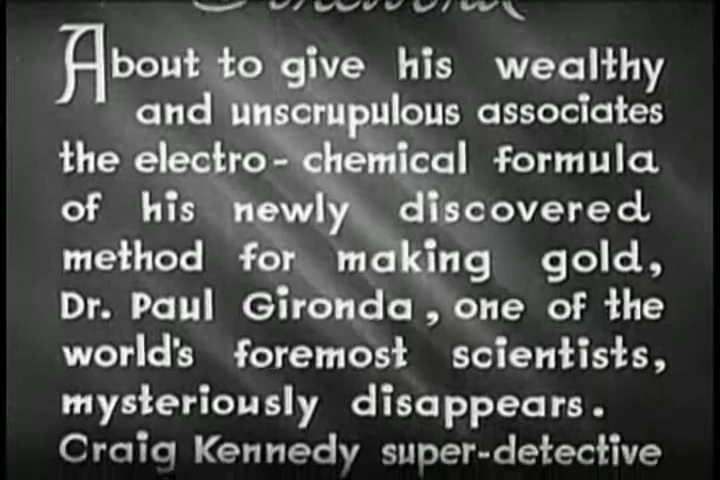 Foreword
About to give his wealthy
and unscrupulous associates
the electro-chemical formula
of his newly discovered
method for making gold,
Dr. Paul Gironda, one of the
world's foremost scientists,
mysteriously disappears.
Craig Kennedy super-detective